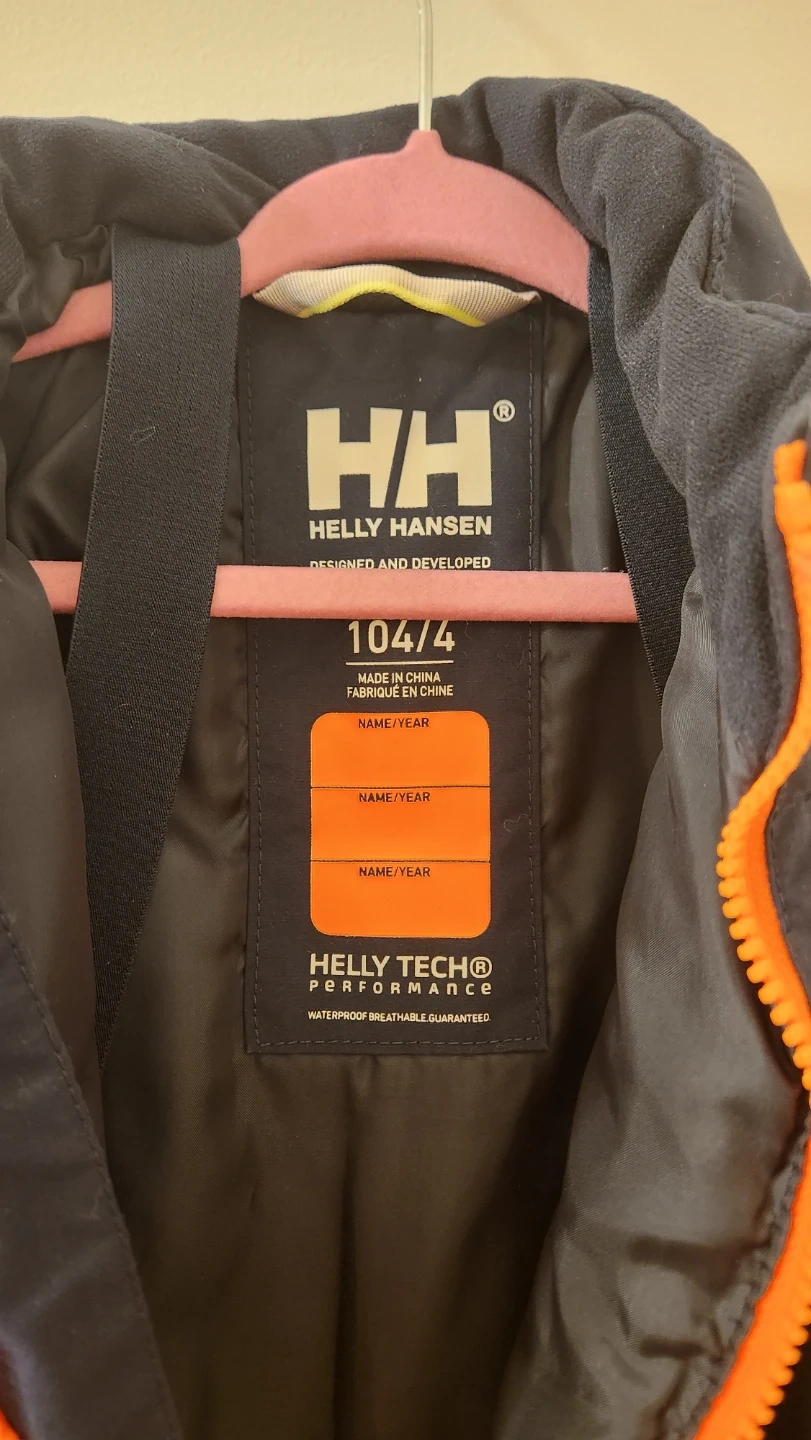 HH®
HELLY HANSEN
DESIGNED AND DEVELOPED
104/4
MADE IN CHINA
FABRIQUÉ EN CHINE
NAME/YEAR
NAME/YEAR
NAME/YEAR
HELLY TECH®
PERFORMANCE
WATERPROOF.BREATHABLE.GUARANTEED.